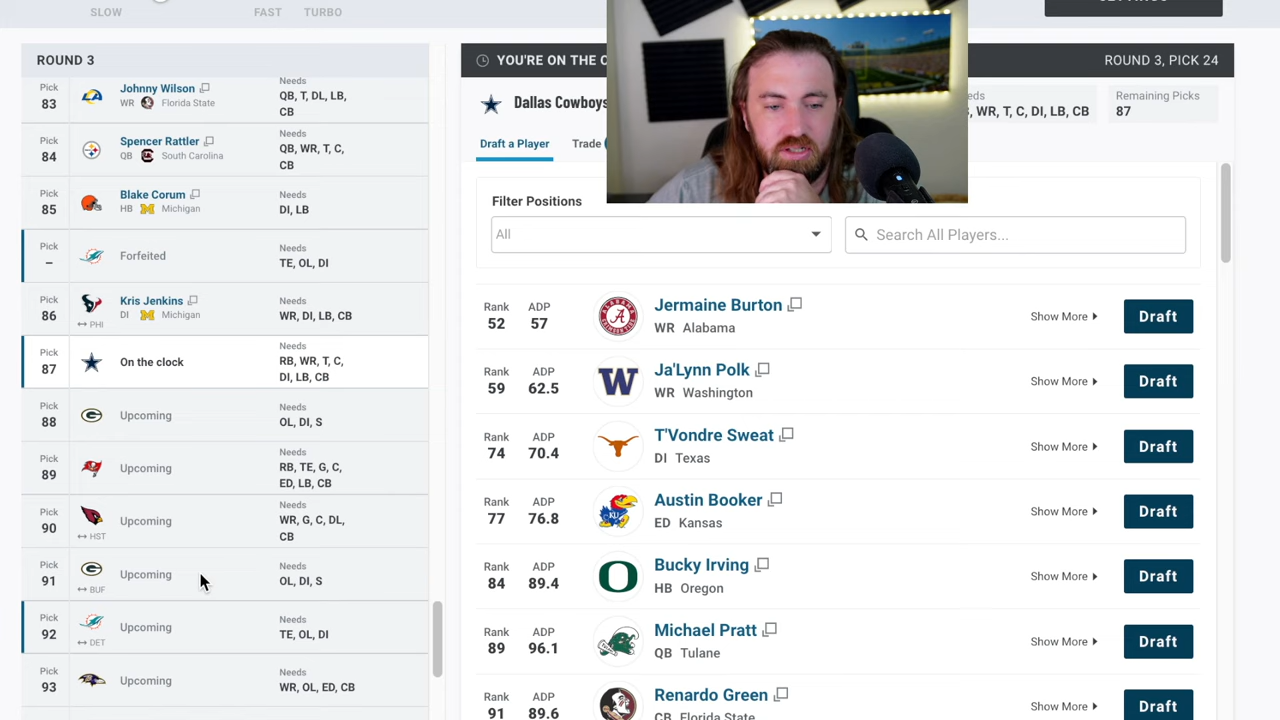 SLOW FAST TURBO
ROUND 3
Pick 83 Johnny Wilson WR Florida State Needs QB, T, DL, LB, CB
Pick 84 Spencer Rattler QB South Carolina Needs QB, WR, T, C, CB
Pick 85 Blake Corum HB Michigan Needs DI, LB
Pick – Forfeited Needs TE, OL, DI
Pick 86 ↔ PHI Kris Jenkins DI Michigan Needs WR, DI, LB, CB
Pick 87 On the clock Needs RB, WR, T, C, DI, LB, CB
Pick 88 Upcoming Needs OL, DI, S
Pick 89 Upcoming Needs RB, TE, G, C, ED, LB, CB
Pick 90 ↔ HST Upcoming Needs WR, G, C, DL, CB
Pick 91 ↔ BUF Upcoming Needs OL, DI, S
Pick 92 ↔ DET Upcoming Needs TE, OL, DI
Pick 93 Upcoming Needs WR, OL, ED, CB
YOU'RE ON THE ROUND 3, PICK 24
Dallas Cowboys WR, T, C, DI, LB, CB
Remaining Picks 87
Draft a Player Trade
Filter Positions
All Search All Players...
Rank 52 ADP 57 Jermaine Burton WR Alabama Show More Draft
Rank 59 ADP 62.5 Ja'Lynn Polk WR Washington Show More Draft
Rank 74 ADP 70.4 T'Vondre Sweat DI Texas Show More Draft
Rank 77 ADP 76.8 Austin Booker ED Kansas Show More Draft
Rank 84 ADP 89.4 Bucky Irving HB Oregon Show More Draft
Rank 89 ADP 96.1 Michael Pratt QB Tulane Show More Draft
Rank 91 ADP 89.6 Renardo Green CB Florida State Show More Draft